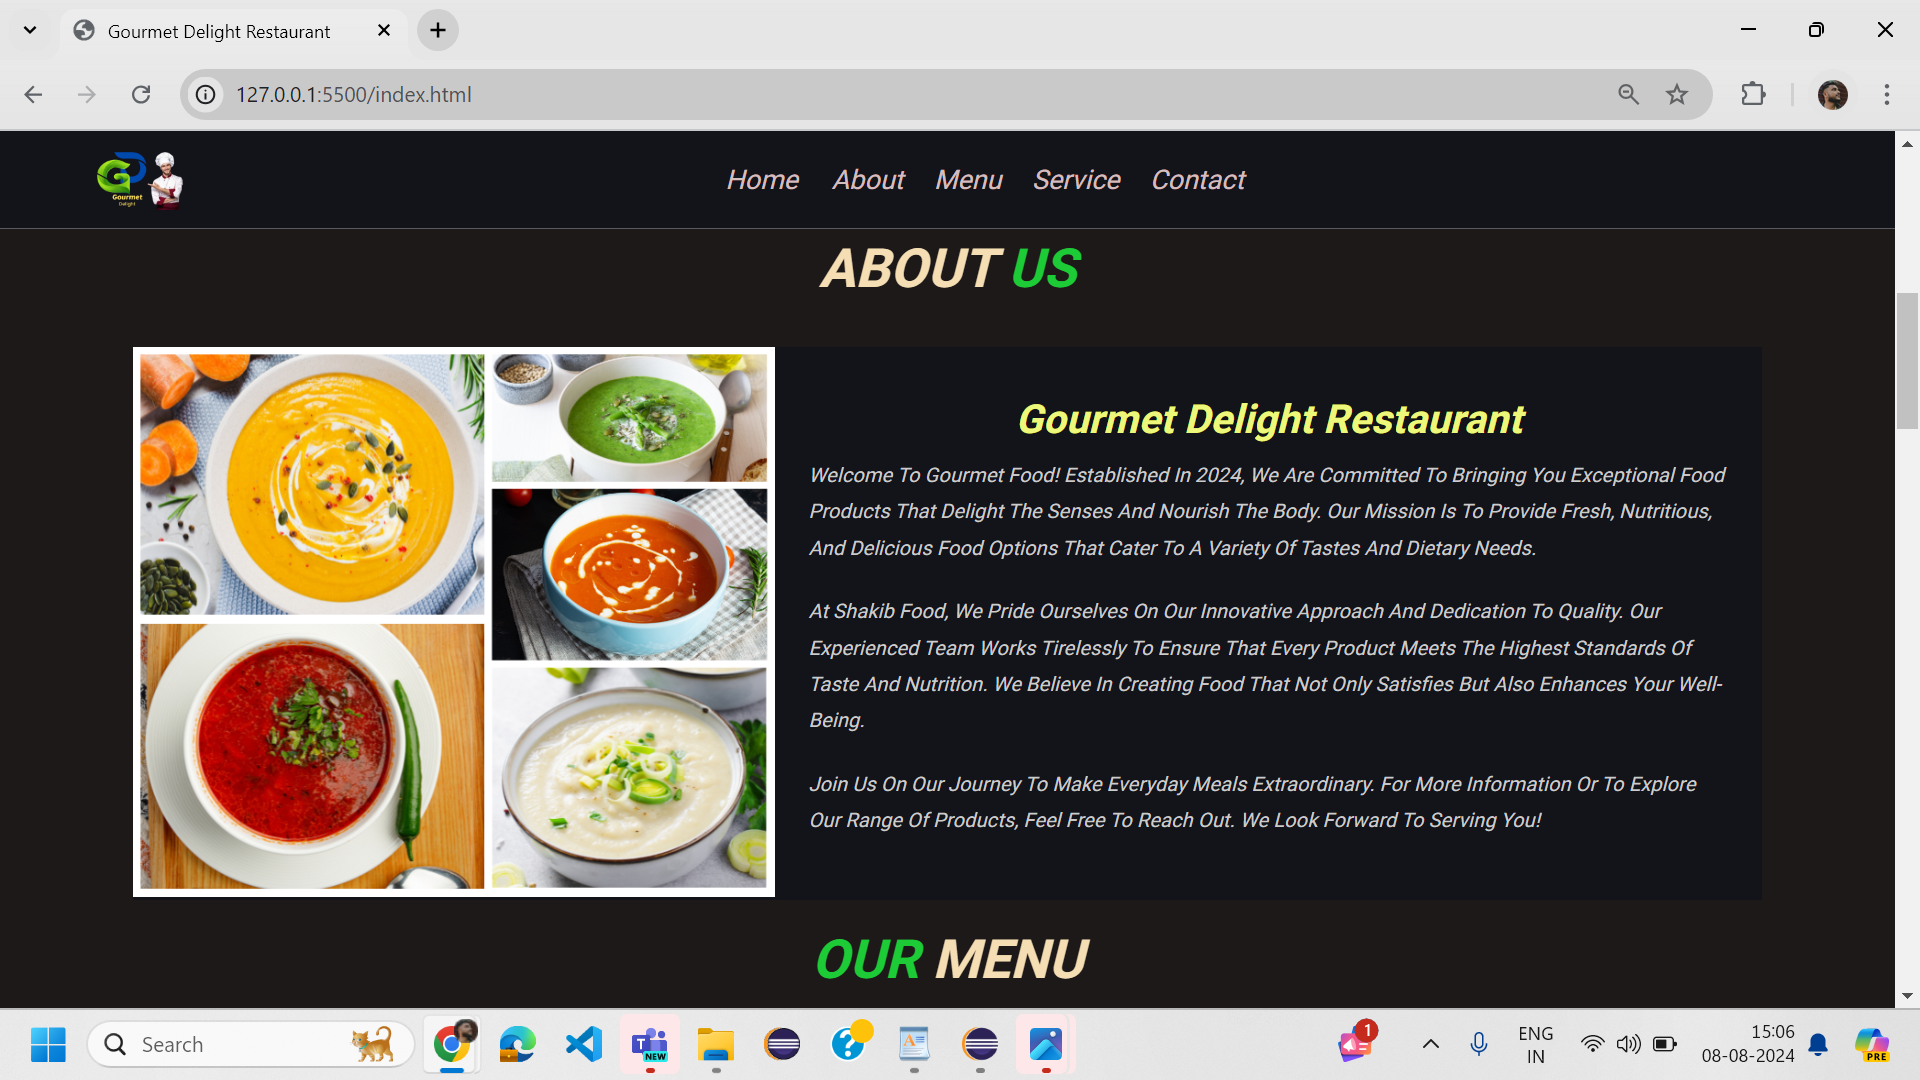 Gourmet Delight Restaurant
127.0.0.1:5500/index.html
Gourmet
Delight
Home About Menu Service Contact
ABOUT US
Gourmet Delight Restaurant
Welcome To Gourmet Food! Established In 2024, We Are Committed To Bringing You Exceptional Food
Products That Delight The Senses And Nourish The Body. Our Mission Is To Provide Fresh, Nutritious,
And Delicious Food Options That Cater To A Variety Of Tastes And Dietary Needs.
At Shakib Food, We Pride Ourselves On Our Innovative Approach And Dedication To Quality. Our
Experienced Team Works Tirelessly To Ensure That Every Product Meets The Highest Standards Of
Taste And Nutrition. We Believe In Creating Food That Not Only Satisfies But Also Enhances Your Well-
Being.
Join Us On Our Journey To Make Everyday Meals Extraordinary. For More Information Or To Explore
Our Range Of Products, Feel Free To Reach Out. We Look Forward To Serving You!
OUR MENU
Search
NEW
1
ENG
IN
15:06
08-08-2024
PRE